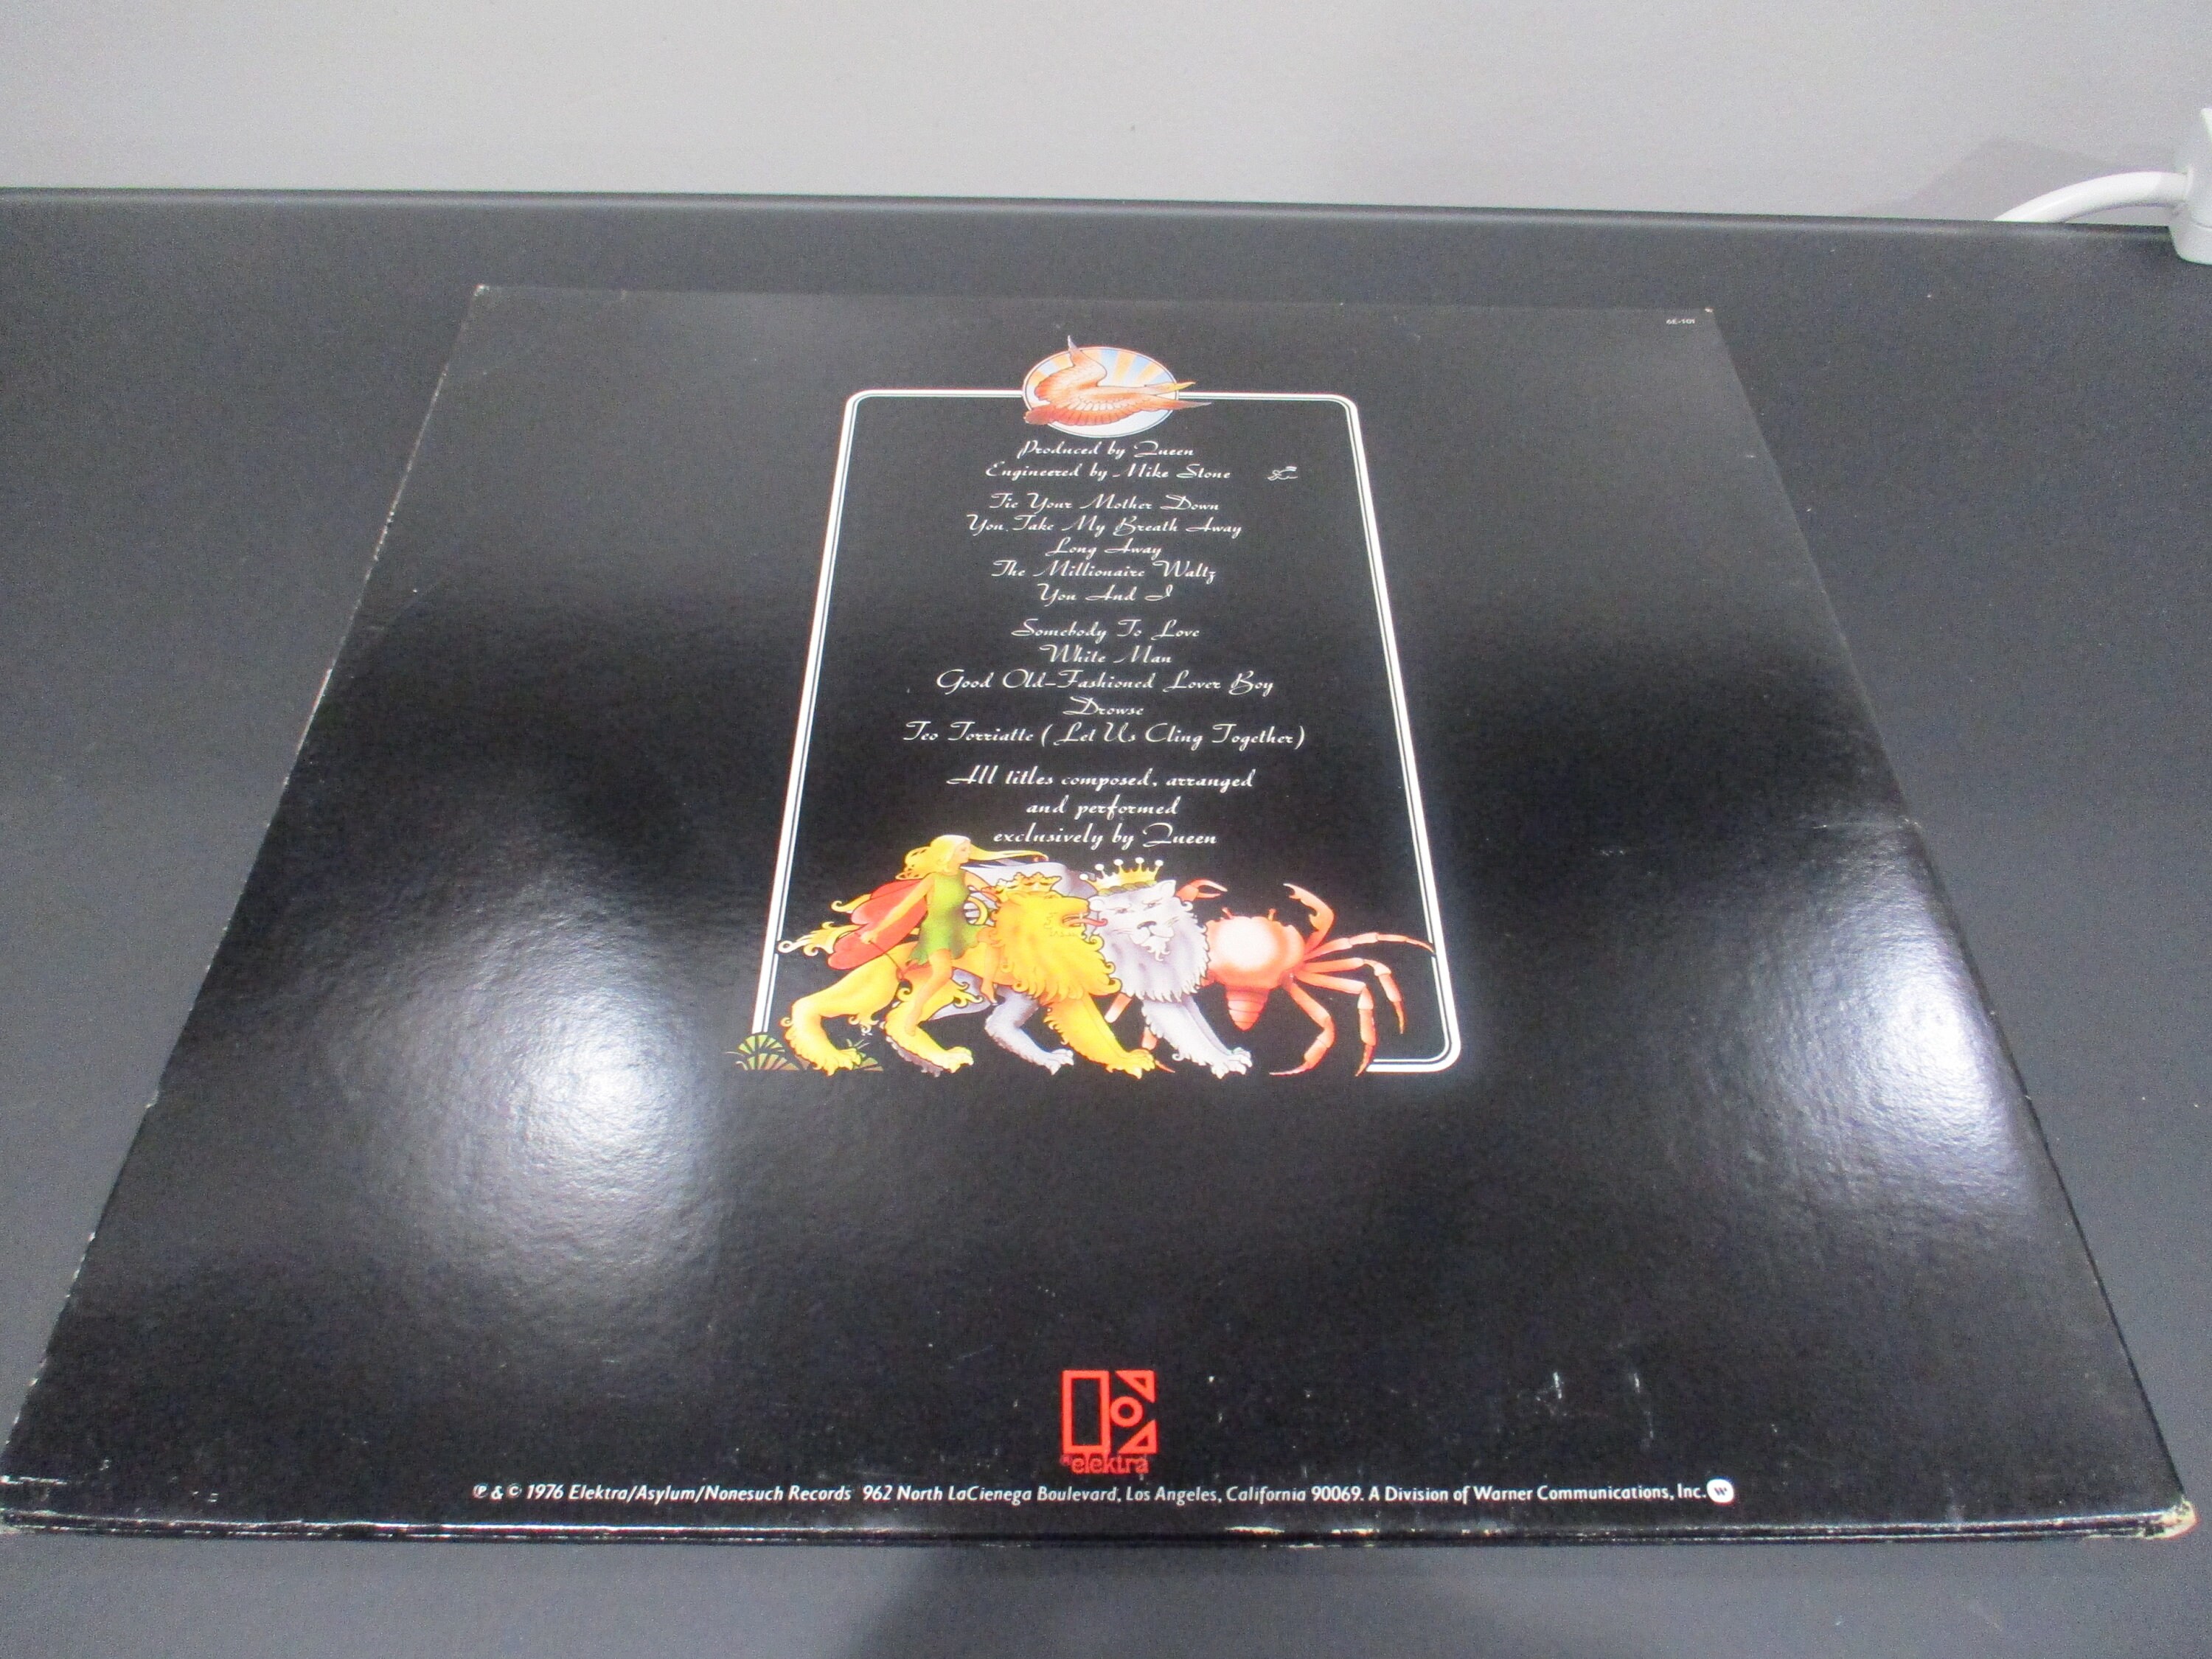 6E-101
Produced by Queen
Engineered by Mike Stone
Tie Your Mother Down
You Take My Breath Away
Long Away
The Millionaire Waltz
You And I
Somebody To Love
White Man
Good Old-Fashioned Lover Boy
Drowse
Teo Torriatte (Let Us Cling Together)
All titles composed, arranged
and performed
exclusively by Queen
®elektra
℗ & © 1976 Elektra/Asylum/Nonesuch Records 962 North LaCienega Boulevard, Los Angeles, California 90069. A Division of Warner Communications, Inc. W